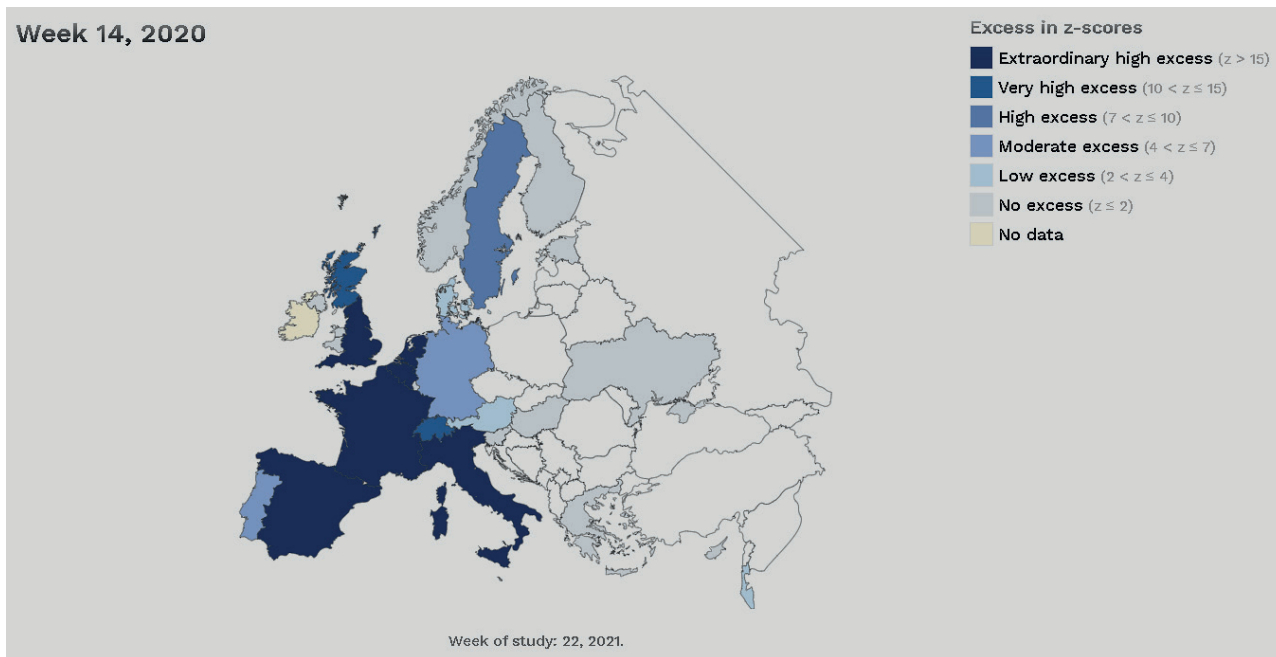 Week 14, 2020
Excess in z-scores
Extraordinary high excess (z > 15)
Very high excess (10 < z ≤ 15)
High excess (7 < z ≤ 10)
Moderate excess (4 < z ≤ 7)
Low excess (2 < z ≤ 4)
No excess (z ≤ 2)
No data
Week of study: 22, 2021.